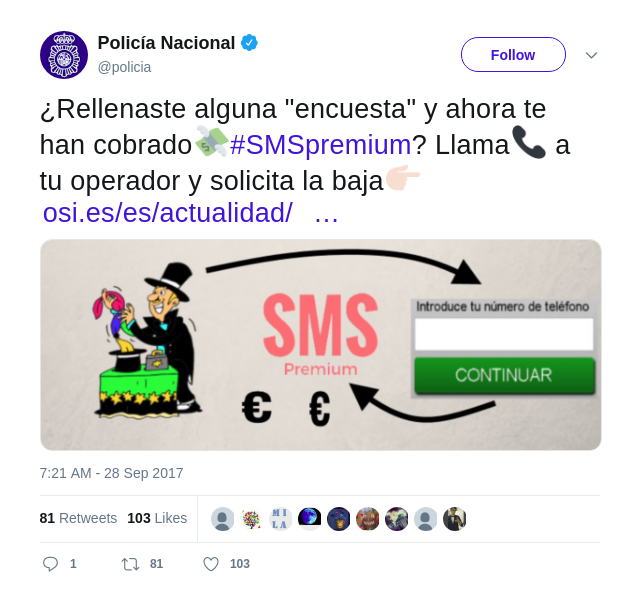 Policía Nacional
@policia
Follow
¿Rellenaste alguna "encuesta" y ahora te
han cobrado💸#SMSpremium? Llama📞 a
tu operador y solicita la baja👉🏻
osi.es/es/actualidad/ …
SMS
Premium
€ €
Introduce tu número de teléfono
CONTINUAR
7:21 AM - 28 Sep 2017
81 Retweets 103 Likes
MI
LA
1 81 103